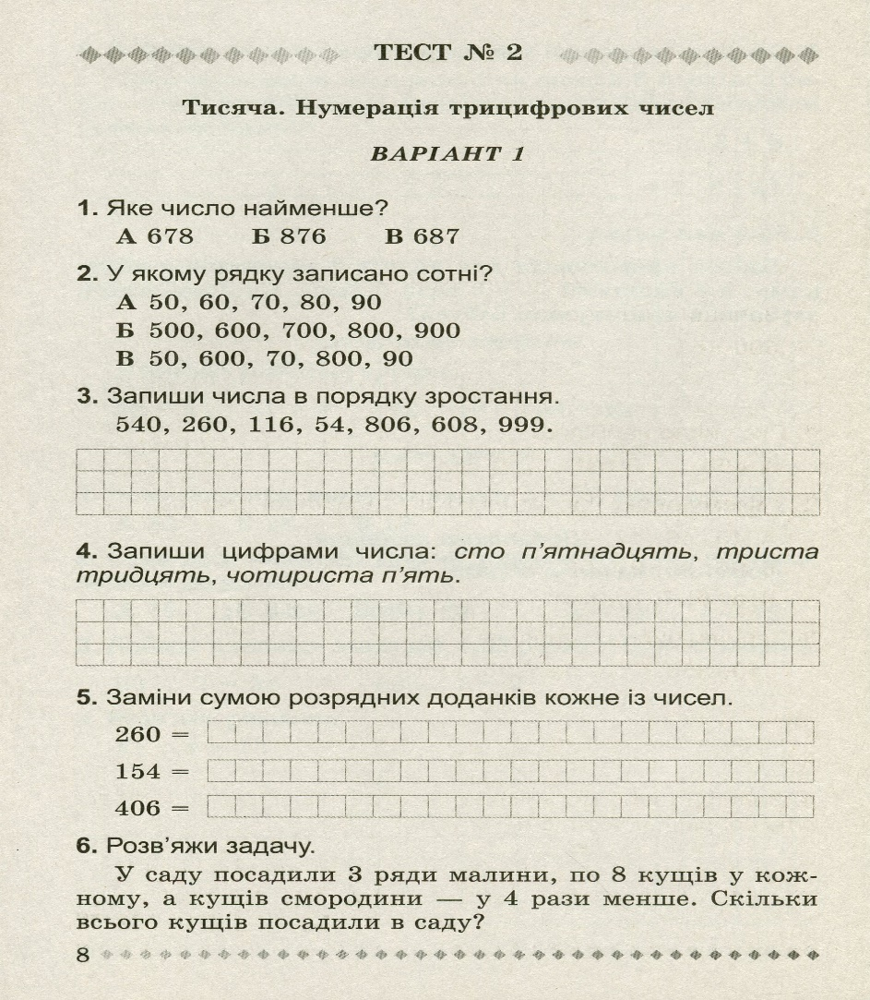 ТЕСТ № 2
Тисяча. Нумерація трицифрових чисел
ВАРІАНТ 1
1. Яке число найменше?
А 678 Б 876 В 687
2. У якому рядку записано сотні?
А 50, 60, 70, 80, 90
Б 500, 600, 700, 800, 900
В 50, 600, 70, 800, 90
3. Запиши числа в порядку зростання.
540, 260, 116, 54, 806, 608, 999.
4. Запиши цифрами числа: сто п'ятнадцять, триста
тридцять, чотириста п'ять.
5. Заміни сумою розрядних доданків кожне із чисел.
260 =
154 =
406 =
6. Розв'яжи задачу.
У саду посадили 3 ряди малини, по 8 кущів у кож-
ному, а кущів смородини — у 4 рази менше. Скільки
всього кущів посадили в саду?
8